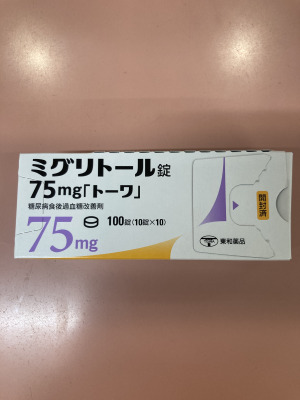 ミグリトール錠
75mg「トーワ」
糖尿病食後過血糖改善剤
75mg
100錠(10錠×10)
開封済
東和薬品